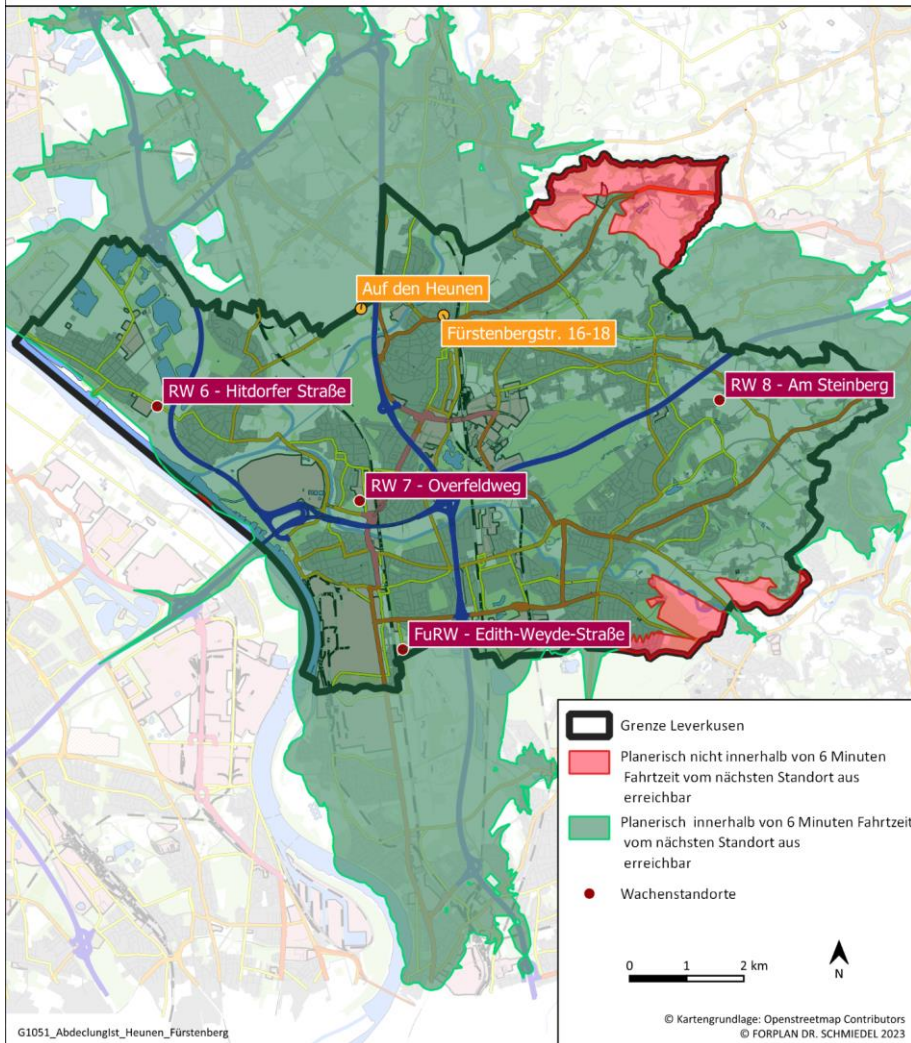 Auf den Heunen
Fürstenbergstr. 16-18
RW 6 - Hitdorfer Straße
RW 8 - Am Steinberg
RW 7 - Overfeldweg
FuRW - Edith-Weyde-Straße
Grenze Leverkusen
Planerisch nicht innerhalb von 6 Minuten
Fahrtzeit vom nächsten Standort aus
erreichbar
Planerisch innerhalb von 6 Minuten Fahrtzeit
vom nächsten Standort aus
erreichbar
Wachenstandorte
0 1 2 km
N
G1051_AbdeclungIst_Heunen_Fürstenberg
© Kartengrundlage: Openstreetmap Contributors
© FORPLAN DR. SCHMIEDEL 2023